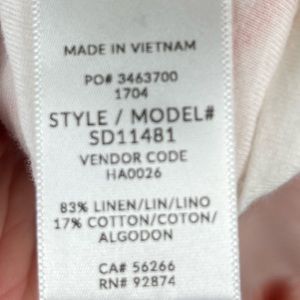 MADE IN VIETNAM
PO# 3463700
1704
STYLE / MODEL#
SD11481
VENDOR CODE
HA0026
83% LINEN/LIN/LINO
17% COTTON/COTON/
ALGODON
CA# 56266
RN# 92874